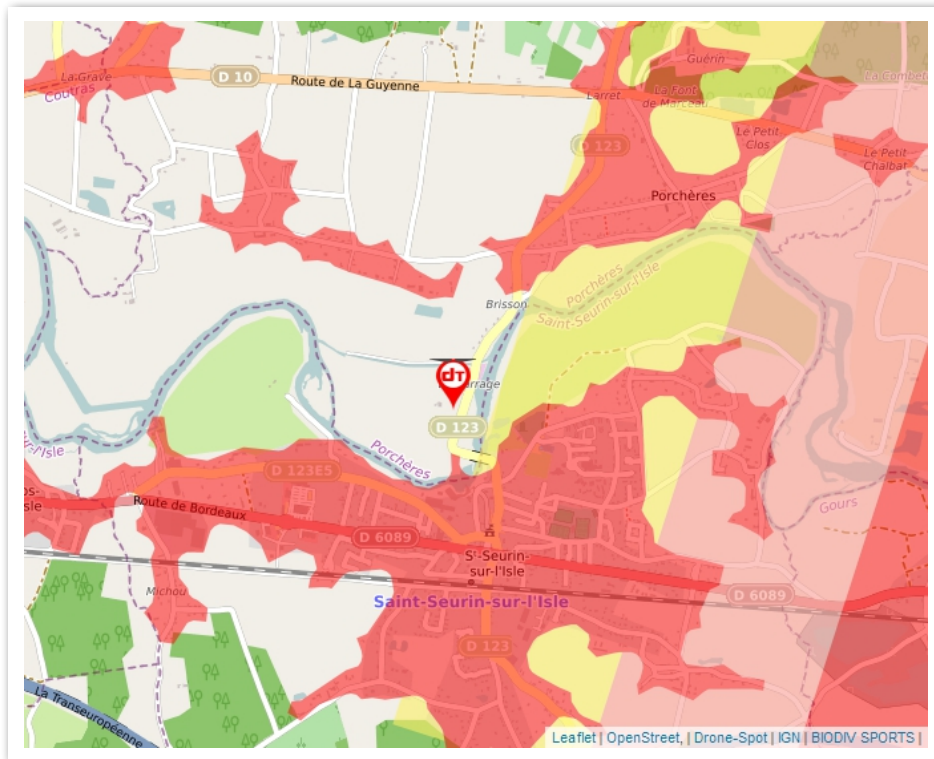 Guérin
La Grave
D 10
Route de La Guyenne
La Combe
Coutras
Larret
La Font
de Marceau
Le Petit
Clos
D 123
Le Petit
Chalbat
Porchères
Brisson
Porchères
Saint-Seurin-sur-l'Isle
dT
D 123
Porchères
ur-l'Isle
D 123E5
os-
sle
Route de Bordeaux
Gours
D 6089
St-Seurin-
sur-l'Isle
Michou
D 6089
Saint-Seurin-sur-l'Isle
D 123
La Transeuropéenne
Leaflet | OpenStreet, | Drone-Spot | IGN | BIODIV SPORTS |